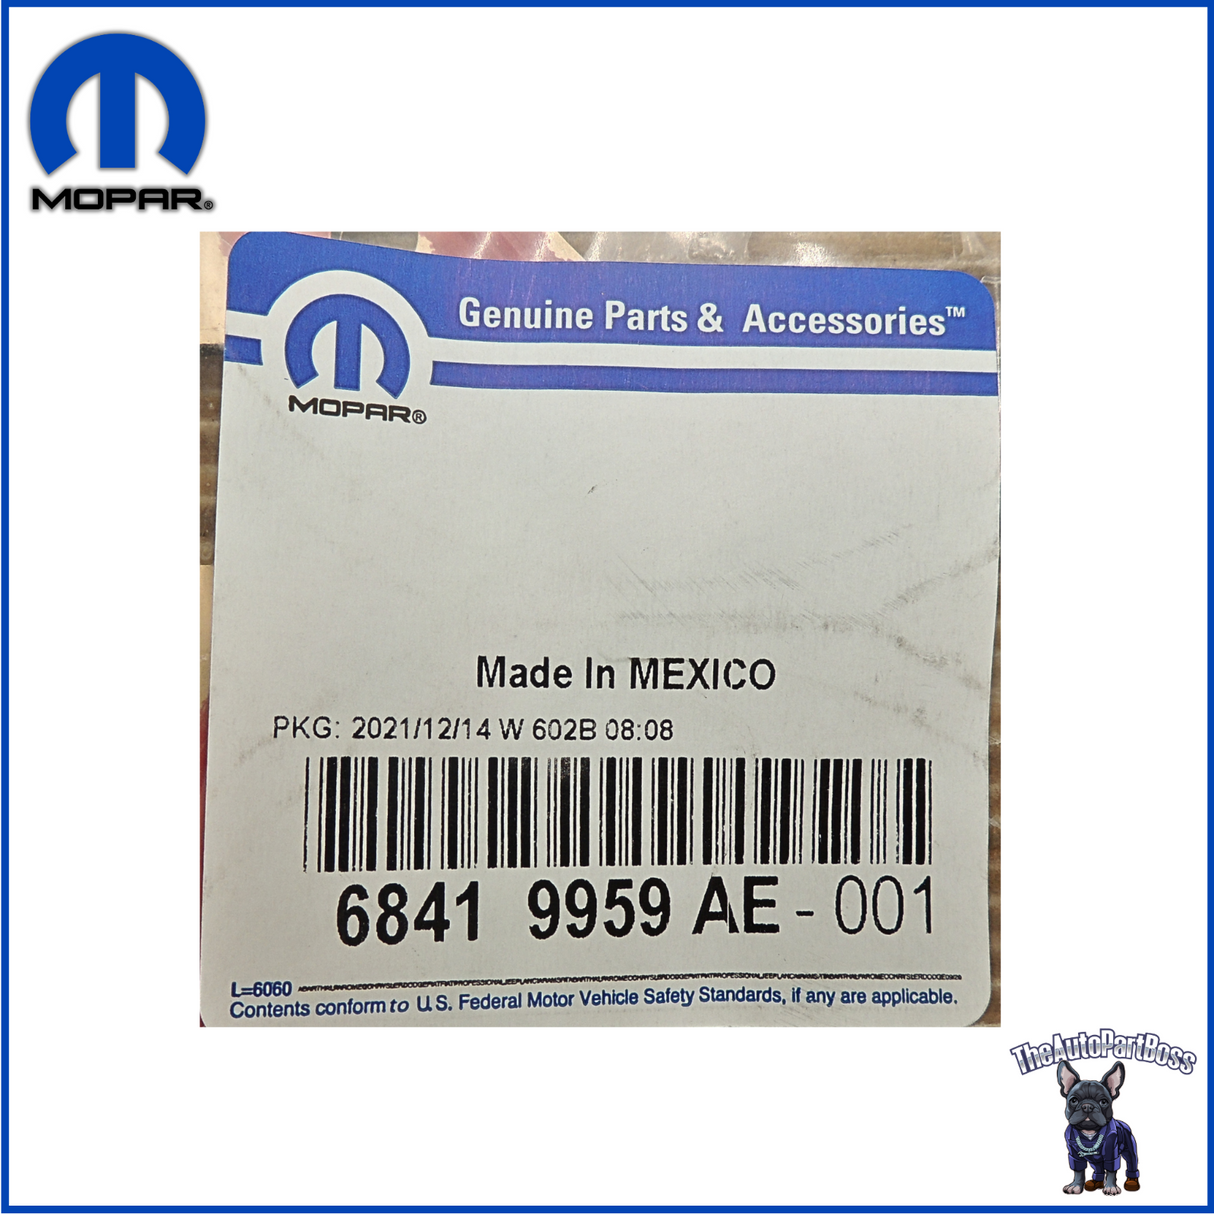 MOPAR®
Genuine Parts & Accessories™
MOPAR®
Made In MEXICO
PKG: 2021/12/14 W 602B 08:08
6841 9959 AE - 001
L=6060
Contents conform to U.S. Federal Motor Vehicle Safety Standards, if any are applicable.
TheAutoPartBoss